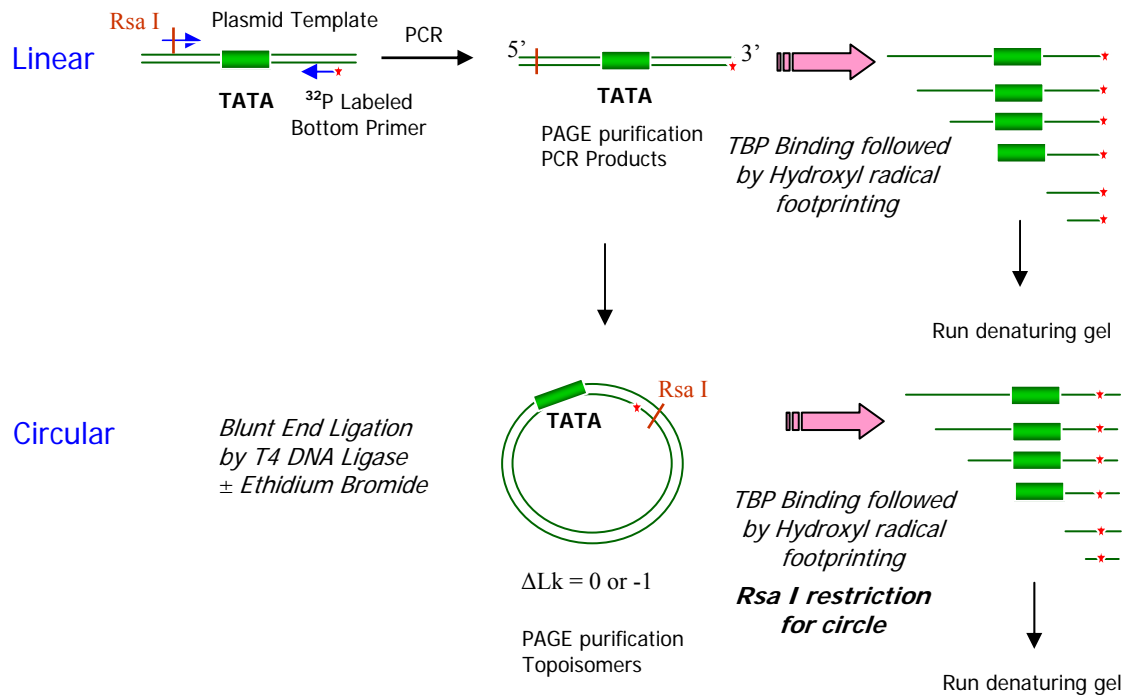 Rsa I
Plasmid Template
Linear
PCR
5’
3’
TATA
³²P Labeled
Bottom Primer
TATA
PAGE purification
PCR Products
TBP Binding followed
by Hydroxyl radical
footprinting
Run denaturing gel
Circular
Blunt End Ligation
by T4 DNA Ligase
± Ethidium Bromide
Rsa I
TATA
ΔLk = 0 or -1
PAGE purification
Topoisomers
TBP Binding followed
by Hydroxyl radical
footprinting
Rsa I restriction
for circle
Run denaturing gel